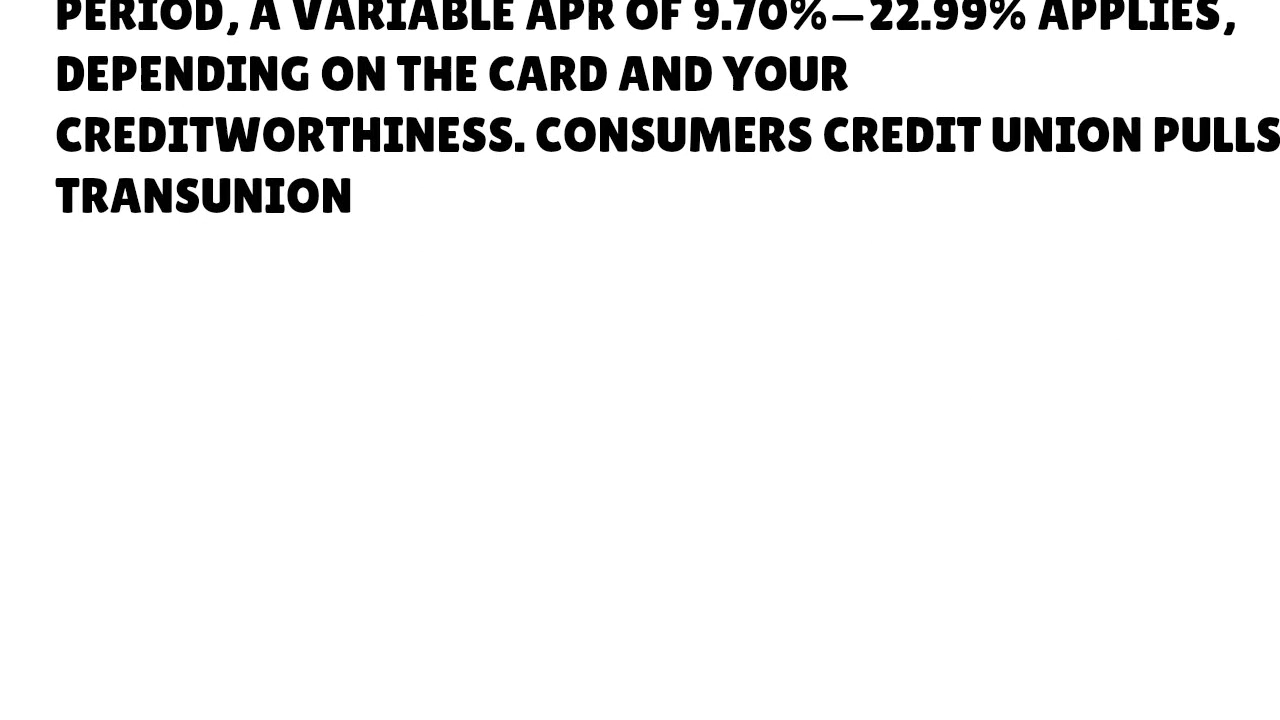 PERIOD, A VARIABLE APR OF 9.70%–22.99% APPLIES,
DEPENDING ON THE CARD AND YOUR
CREDITWORTHINESS. CONSUMERS CREDIT UNION PULLS
TRANSUNION